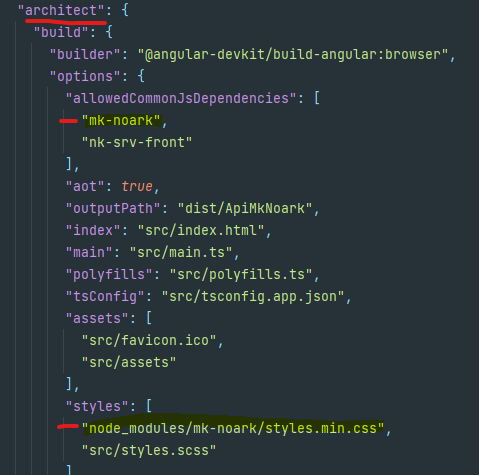 "architect": {
"build": {
"builder": "@angular-devkit/build-angular:browser",
"options": {
"allowedCommonJsDependencies": [
"mk-noark",
"nk-srv-front"
],
"aot": true,
"outputPath": "dist/ApiMkNoark",
"index": "src/index.html",
"main": "src/main.ts",
"polyfills": "src/polyfills.ts",
"tsConfig": "src/tsconfig.app.json",
"assets": [
"src/favicon.ico",
"src/assets"
],
"styles": [
"node_modules/mk-noark/styles.min.css",
"src/styles.scss"
]